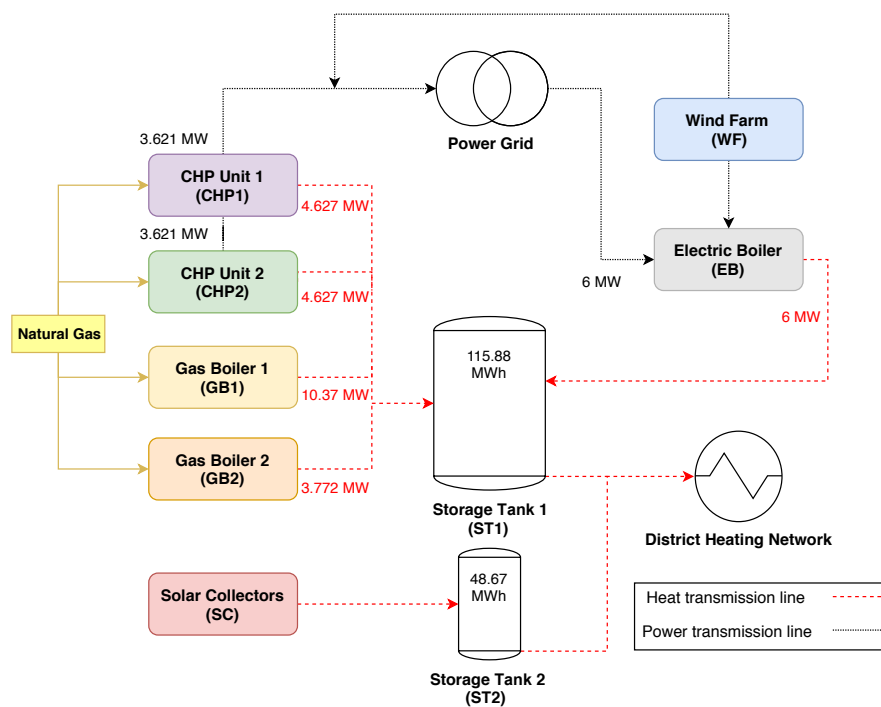 3.621 MW
Power Grid
Wind Farm
(WF)
CHP Unit 1
(CHP1)
4.627 MW
3.621 MW
CHP Unit 2
(CHP2)
4.627 MW
Electric Boiler
(EB)
6 MW
6 MW
Natural Gas
Gas Boiler 1
(GB1)
10.37 MW
115.88
MWh
Gas Boiler 2
(GB2)
3.772 MW
Storage Tank 1
(ST1)
District Heating Network
Solar Collectors
(SC)
48.67
MWh
Storage Tank 2
(ST2)
Heat transmission line
Power transmission line